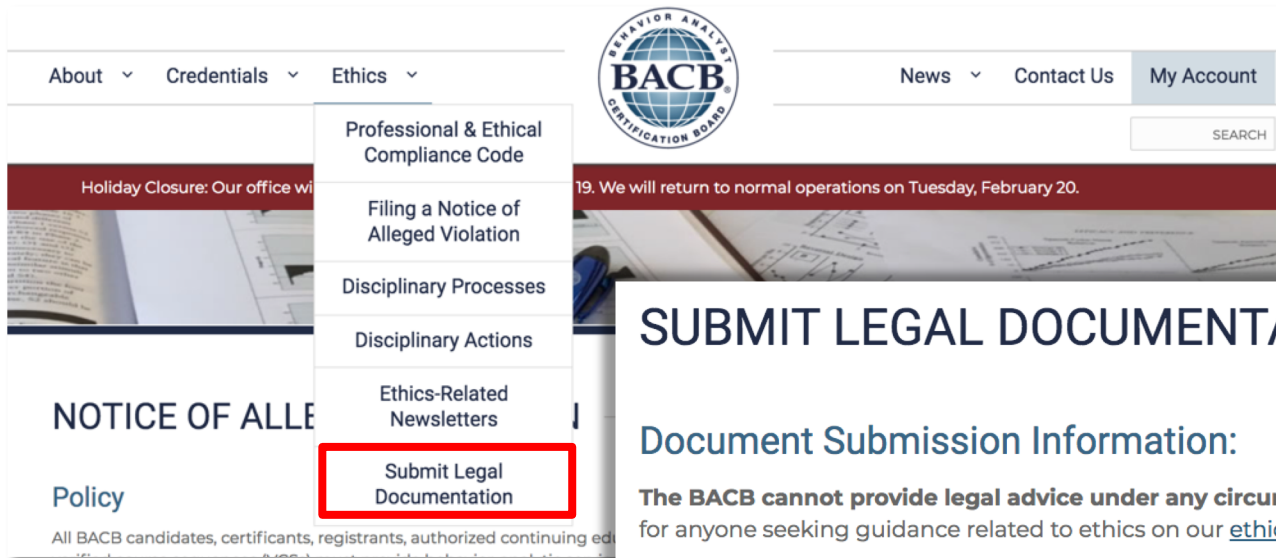 About
Credentials
Ethics
BEHAVIOR ANALYST
BACB
CERTIFICATION BOARD
News
Contact Us
My Account
SEARCH
Professional & Ethical
Compliance Code
Filing a Notice of
Alleged Violation
Disciplinary Processes
Disciplinary Actions
Ethics-Related
Newsletters
Submit Legal
Documentation
Holiday Closure: Our office wi
19. We will return to normal operations on Tuesday, February 20.
NOTICE OF ALLE N
Policy
All BACB candidates, certificants, registrants, authorized continuing edu
SUBMIT LEGAL DOCUMENTA
Document Submission Information:
The BACB cannot provide legal advice under any circu
for anyone seeking guidance related to ethics on our ethic